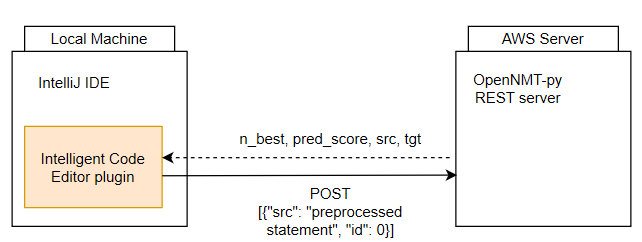 Local Machine
AWS Server
IntelliJ IDE
OpenNMT-py
REST server
n_best, pred_score, src, tgt
Intelligent Code
Editor plugin
POST
[{"src": "preprocessed
statement", "id": 0}]